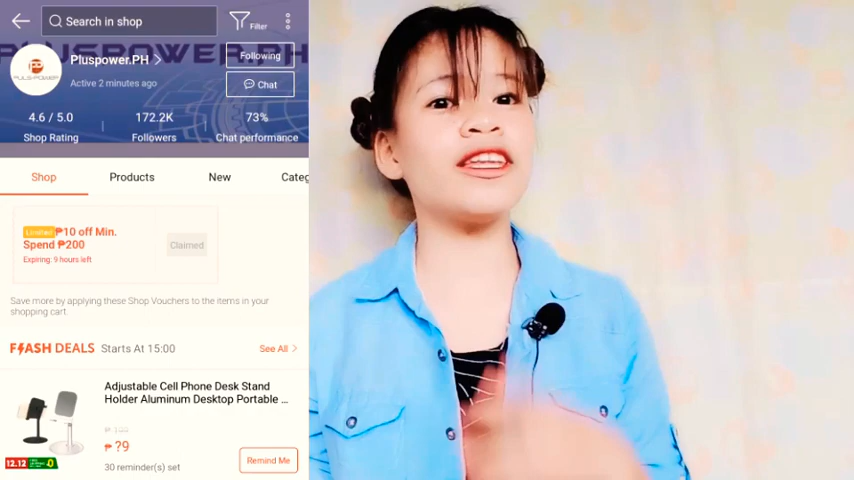 Search in shop
Filter
PLUSPOWER.PH
Pluspower.PH
Following
Active 2 minutes ago
Chat
4.6 / 5.0
172.2K
73%
Shop Rating
Followers
Chat performance
Shop
Products
New
Categ
₱10 off Min.
Spend ₱200
Claimed
Expiring: 9 hours left
Save more by applying these Shop Vouchers to the items in your
shopping cart.
FLASH DEALS
Starts At 15:00
See All
Adjustable Cell Phone Desk Stand
Holder Aluminum Desktop Portable ...
₱ ?9
12.12
30 reminder(s) set
Remind Me